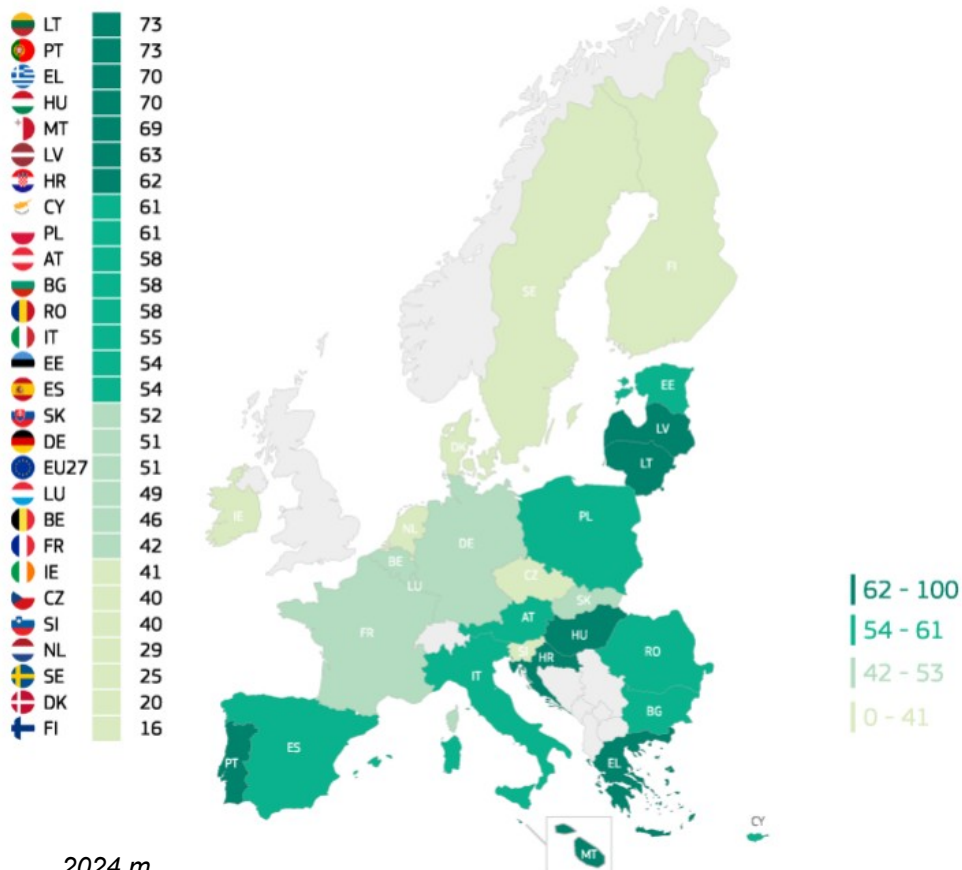 LT 73
PT 73
EL 70
HU 70
MT 69
LV 63
HR 62
CY 61
PL 61
AT 58
BG 58
RO 58
IT 55
EE 54
ES 54
SK 52
DE 51
EU27 51
LU 49
BE 46
FR 42
IE 41
CZ 40
SI 40
NL 29
SE 25
DK 20
FI 16
FI
SE
EE
LV
LT
DK
IE
NL
PL
DE
BE
LU
CZ
SK
FR
AT
HU
SI
HR
RO
IT
BG
ES
PT
EL
CY
MT
62 - 100
54 - 61
42 - 53
0 - 41
2024 m